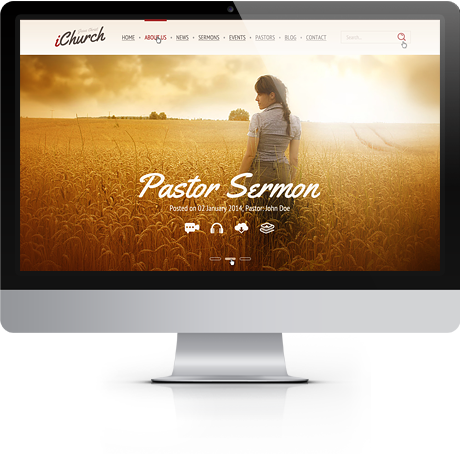 iChurch
HOME • ABOUT US • NEWS • SERMONS • EVENTS • PASTORS • BLOG • CONTACT
Search...
Pastor Sermon
Posted on 02 January 2014, Pastor: John Doe